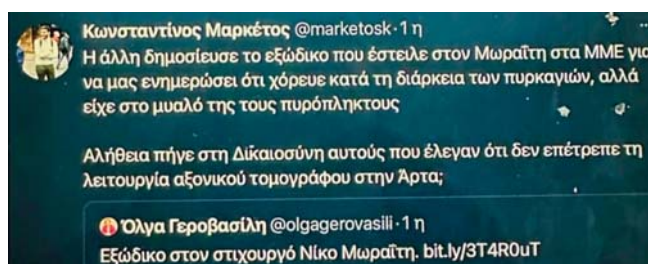 Κωνσταντίνος Μαρκέτος @marketosk·1 η
Η άλλη δημοσίευσε το εξώδικο που έστειλε στον Μωραΐτη στα ΜΜΕ για
να μας ενημερώσει ότι χόρευε κατά τη διάρκεια των πυρκαγιών, αλλά
είχε στο μυαλό της τους πυρόπληκτους
Αλήθεια πήγε στη Δικαιοσύνη αυτούς που έλεγαν ότι δεν επέτρεπε τη
λειτουργία αξονικού τομογράφου στην Άρτα;
Όλγα Γεροβασίλη @olgagerovasili·1 η
Εξώδικο στον στιχουργό Νίκο Μωραΐτη. bit.ly/3T4R0uT